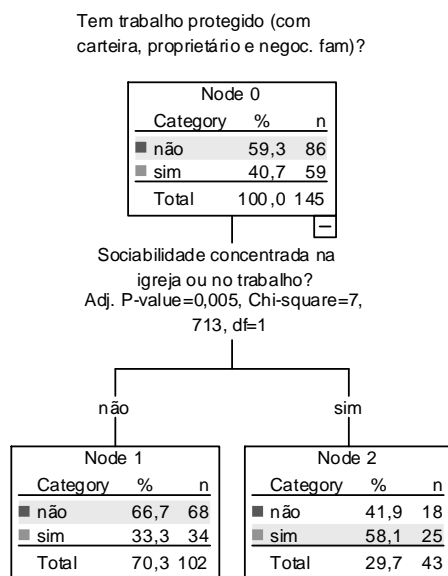 Tem trabalho protegido (com
carteira, proprietário e negoc. fam)?
Node 0
Category % n
não 59,3 86
sim 40,7 59
Total 100,0 145
Sociabilidade concentrada na
igreja ou no trabalho?
Adj. P-value=0,005, Chi-square=7,
713, df=1
não
sim
Node 1
Category % n
não 66,7 68
sim 33,3 34
Total 70,3 102
Node 2
Category % n
não 41,9 18
sim 58,1 25
Total 29,7 43